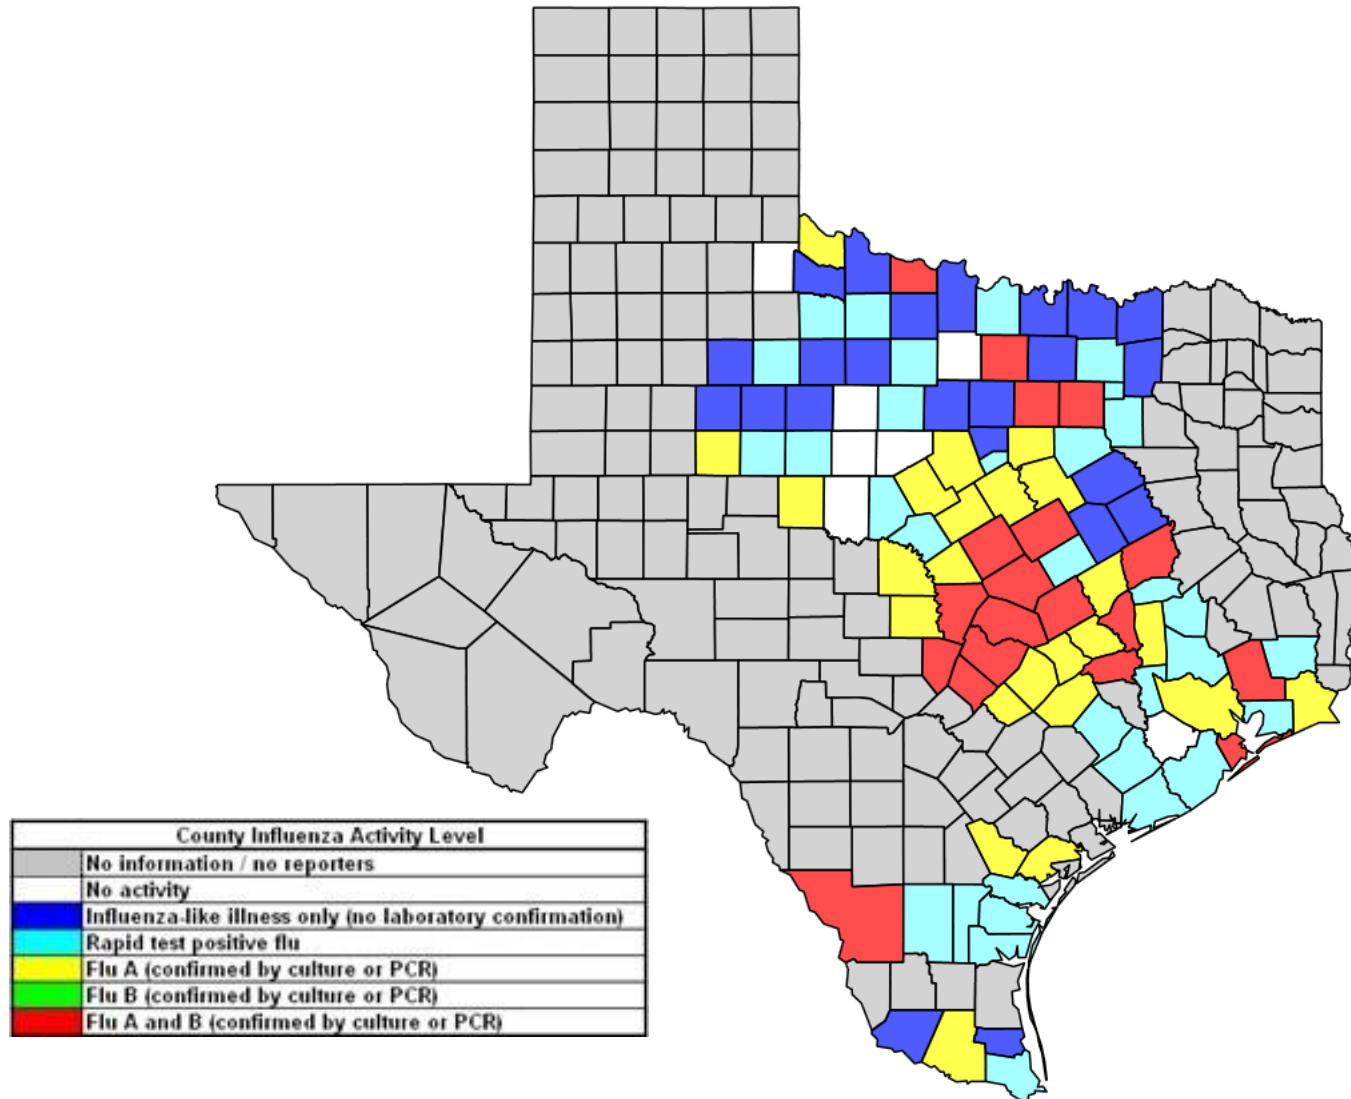 County Influenza Activity Level
No information / no reporters
No activity
Influenza-like illness only (no laboratory confirmation)
Rapid test positive flu
Flu A (confirmed by culture or PCR)
Flu B (confirmed by culture or PCR)
Flu A and B (confirmed by culture or PCR)